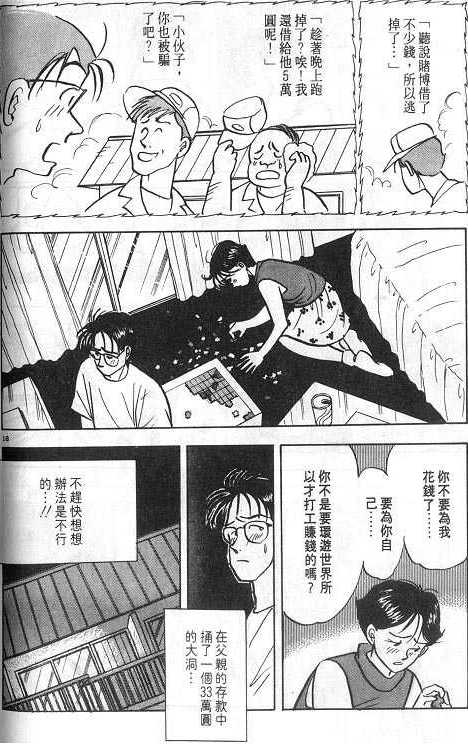 「聽說賭博借了
不少錢，所以逃
掉了…」
「趁著晚上跑
掉了？唉！我
還借給他5萬
圓呢！」
「小伙子，
你也被騙
了吧？」
18
你不要為我
花錢了……
要為你自
己……
你不是要環遊世界所
以才打工賺錢的嗎？
在父親的存款中
捅了一個33萬圓
的大洞…
不趕快想想
辦法是不行
的…!!